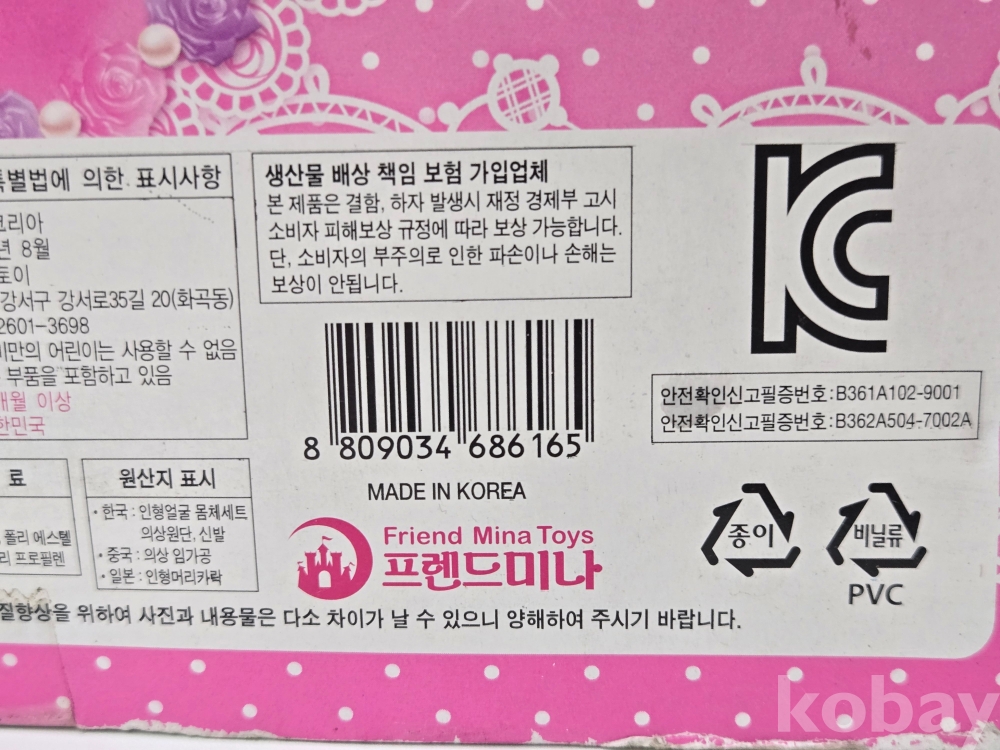 특별법에 의한 표시사항
코리아
년 8월
토이
강서구 강서로35길 20(화곡동)
2601-3698
미만의 어린이는 사용할 수 없음
부품을 포함하고 있음
개월 이상
한민국
료
폴리 에스텔
리 프로필렌
원산지 표시
• 한국 : 인형얼굴 몸체세트
의상원단, 신발
• 중국 : 의상 임가공
• 일본 : 인형머리카락
생산물 배상 책임 보험 가입업체
본 제품은 결함, 하자 발생시 재정 경제부 고시
소비자 피해보상 규정에 따라 보상 가능합니다.
단, 소비자의 부주의로 인한 파손이나 손해는
보상이 안됩니다.
8 809034 686165
MADE IN KOREA
Friend Mina Toys
프렌드미나
KC
안전확인신고필증번호:B361A102-9001
안전확인신고필증번호:B362A504-7002A
종이
비닐류
PVC
질향상을 위하여 사진과 내용물은 다소 차이가 날 수 있으니 양해하여 주시기 바랍니다.
kobay